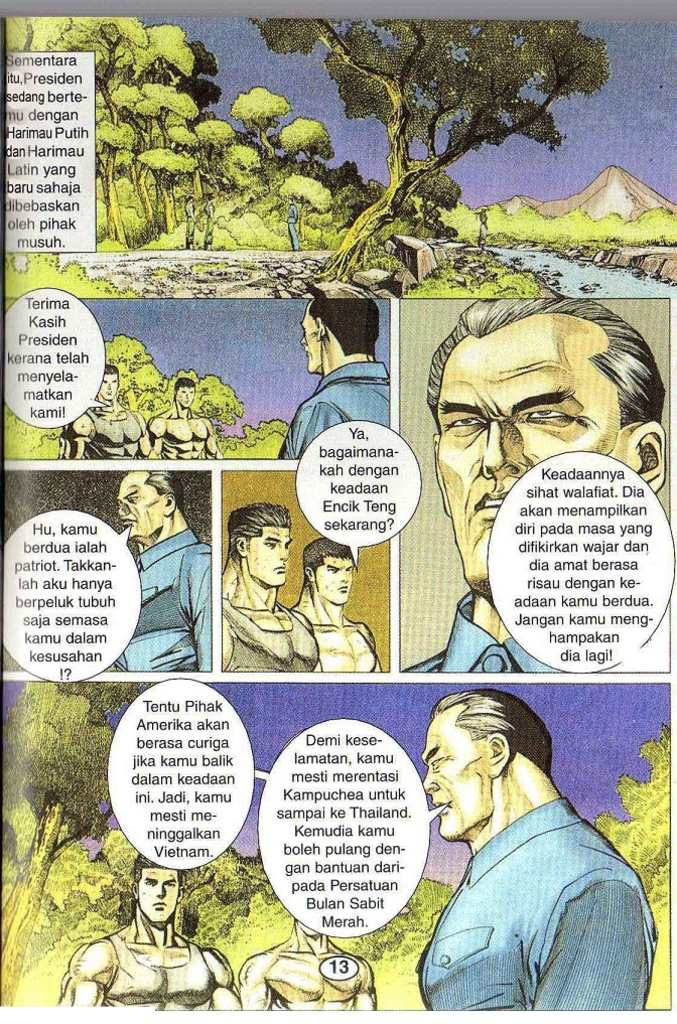 Sementara
itu,Presiden
sedang berte-
mu dengan
Harimau Putih
dan Harimau
Latin yang
baru sahaja
dibebaskan
oleh pihak
musuh.
Terima
Kasih
Presiden
kerana telah
menyela-
matkan
kami!
Hu, kamu
berdua ialah
patriot. Takkan-
lah aku hanya
berpeluk tubuh
saja semasa
kamu dalam
kesusahan
!?
Ya,
bagaimana-
kah dengan
keadaan
Encik Teng
sekarang?
Keadaannya
sihat walafiat. Dia
akan menampilkan
diri pada masa yang
difikirkan wajar dan
dia amat berasa
risau dengan ke-
adaan kamu berdua.
Jangan kamu meng-
hampakan
dia lagi!
Tentu Pihak
Amerika akan
berasa curiga
jika kamu balik
dalam keadaan
ini. Jadi, kamu
mesti me-
ninggalkan
Vietnam.
Demi kese-
lamatan, kamu
mesti merentasi
Kampuchea untuk
sampai ke Thailand.
Kemudia kamu
boleh pulang den-
gan bantuan dari-
pada Persatuan
Bulan Sabit
Merah.
13